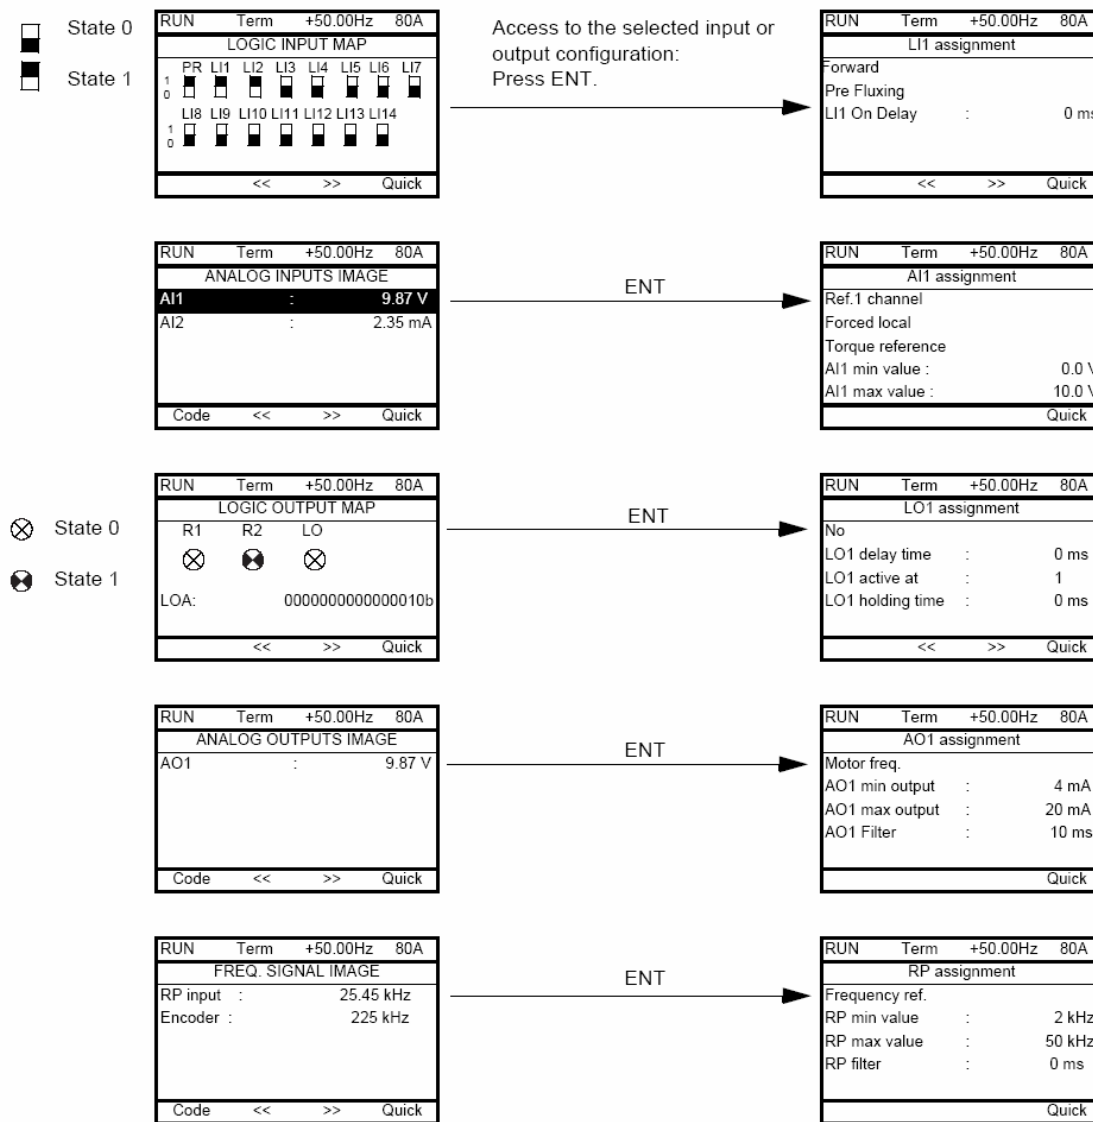 State 0
State 1
RUN Term +50.00Hz 80A
LOGIC INPUT MAP
PR LI1 LI2 LI3 LI4 LI5 LI6 LI7
1
0
LI8 LI9 LI10 LI11 LI12 LI13 LI14
1
0
<< >> Quick
Access to the selected input or
output configuration:
Press ENT.
RUN Term +50.00Hz 80A
LI1 assignment
Forward
Pre Fluxing
LI1 On Delay : 0 ms
<< >> Quick
RUN Term +50.00Hz 80A
ANALOG INPUTS IMAGE
AI1 : 9.87 V
AI2 : 2.35 mA
Code << >> Quick
ENT
RUN Term +50.00Hz 80A
AI1 assignment
Ref.1 channel
Forced local
Torque reference
AI1 min value : 0.0 V
AI1 max value : 10.0 V
Quick
State 0
State 1
RUN Term +50.00Hz 80A
LOGIC OUTPUT MAP
R1 R2 LO
LOA: 0000000000000010b
<< >> Quick
ENT
RUN Term +50.00Hz 80A
LO1 assignment
No
LO1 delay time : 0 ms
LO1 active at : 1
LO1 holding time : 0 ms
<< >> Quick
RUN Term +50.00Hz 80A
ANALOG OUTPUTS IMAGE
AO1 : 9.87 V
Code << >> Quick
ENT
RUN Term +50.00Hz 80A
AO1 assignment
Motor freq.
AO1 min output : 4 mA
AO1 max output : 20 mA
AO1 Filter : 10 ms
Quick
RUN Term +50.00Hz 80A
FREQ. SIGNAL IMAGE
RP input : 25.45 kHz
Encoder : 225 kHz
Code << >> Quick
ENT
RUN Term +50.00Hz 80A
RP assignment
Frequency ref.
RP min value : 2 kHz
RP max value : 50 kHz
RP filter : 0 ms
Quick